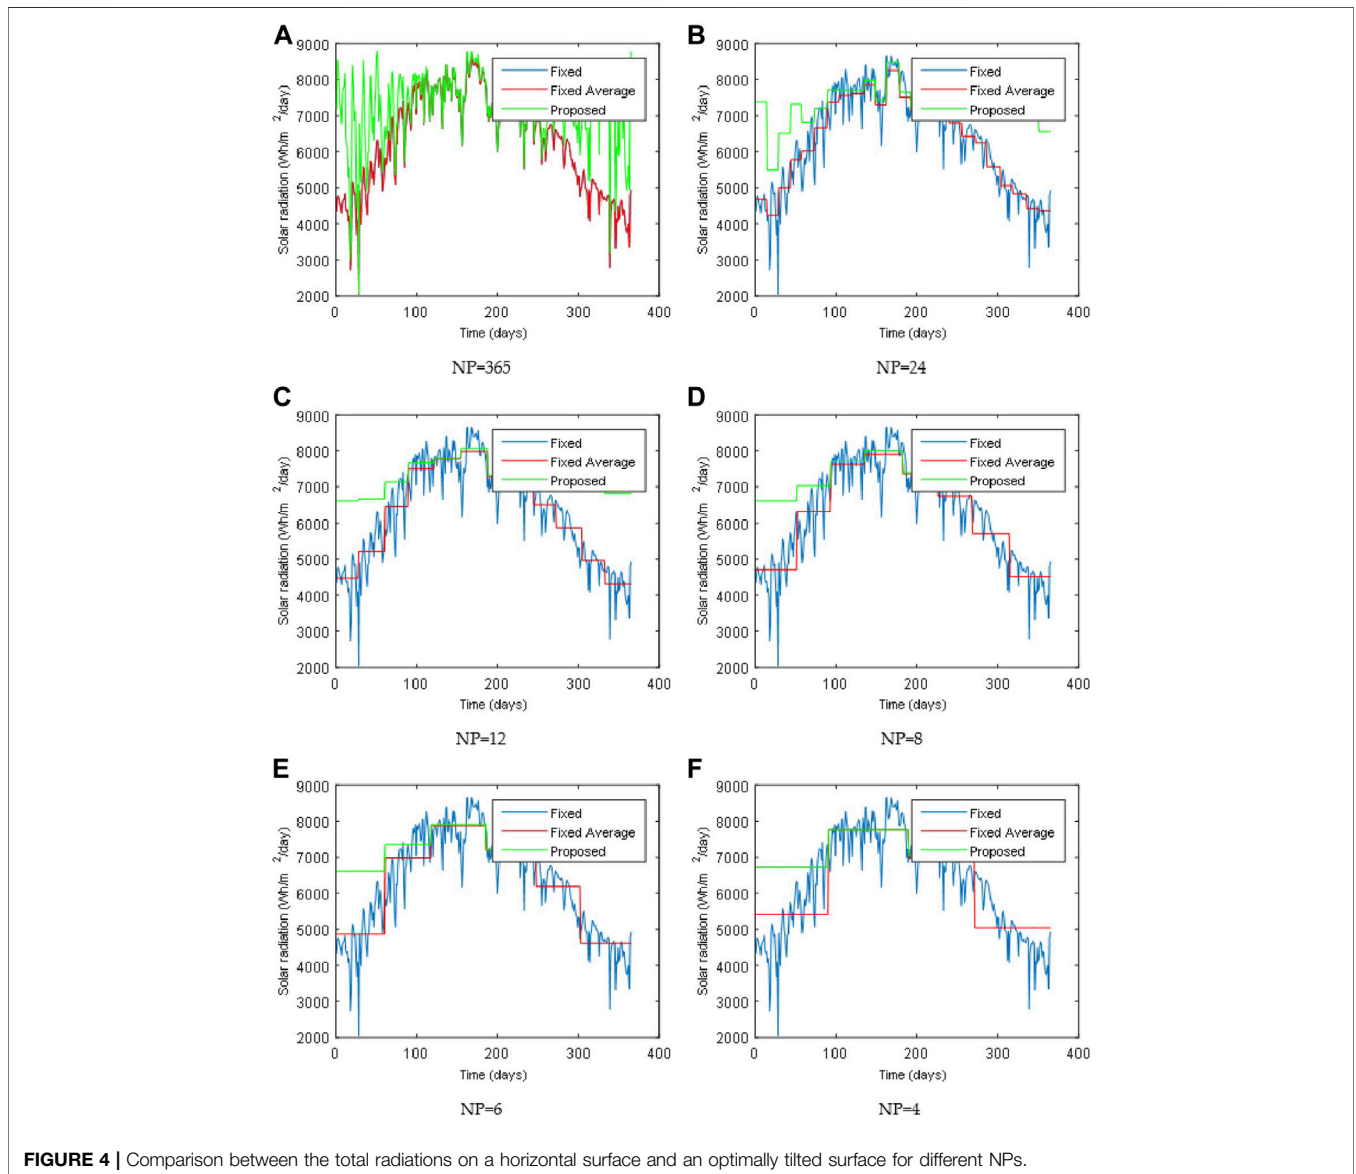 A
9000
8000
7000
6000
5000
4000
3000
2000
0
100
200
300
400
Solar radiation (Wh/m 2/day)
Time (days)
Fixed
Fixed Average
Proposed
NP=365
B
9000
8000
7000
6000
5000
4000
3000
2000
0
100
200
300
400
Solar radiation (Wh/m 2/day)
Time (days)
Fixed
Fixed Average
Proposed
NP=24
C
9000
8000
7000
6000
5000
4000
3000
2000
0
100
200
300
400
Solar radiation (Wh/m 2/day)
Time (days)
Fixed
Fixed Average
Proposed
NP=12
D
9000
8000
7000
6000
5000
4000
3000
2000
0
100
200
300
400
Solar radiation (Wh/m 2/day)
Time (days)
Fixed
Fixed Average
Proposed
NP=8
E
9000
8000
7000
6000
5000
4000
3000
2000
0
100
200
300
400
Solar radiation (Wh/m 2/day)
Time (days)
Fixed
Fixed Average
Proposed
NP=6
F
9000
8000
7000
6000
5000
4000
3000
2000
0
100
200
300
400
Solar radiation (Wh/m 2/day)
Time (days)
Fixed
Fixed Average
Proposed
NP=4
FIGURE 4 | Comparison between the total radiations on a horizontal surface and an optimally tilted surface for different NPs.